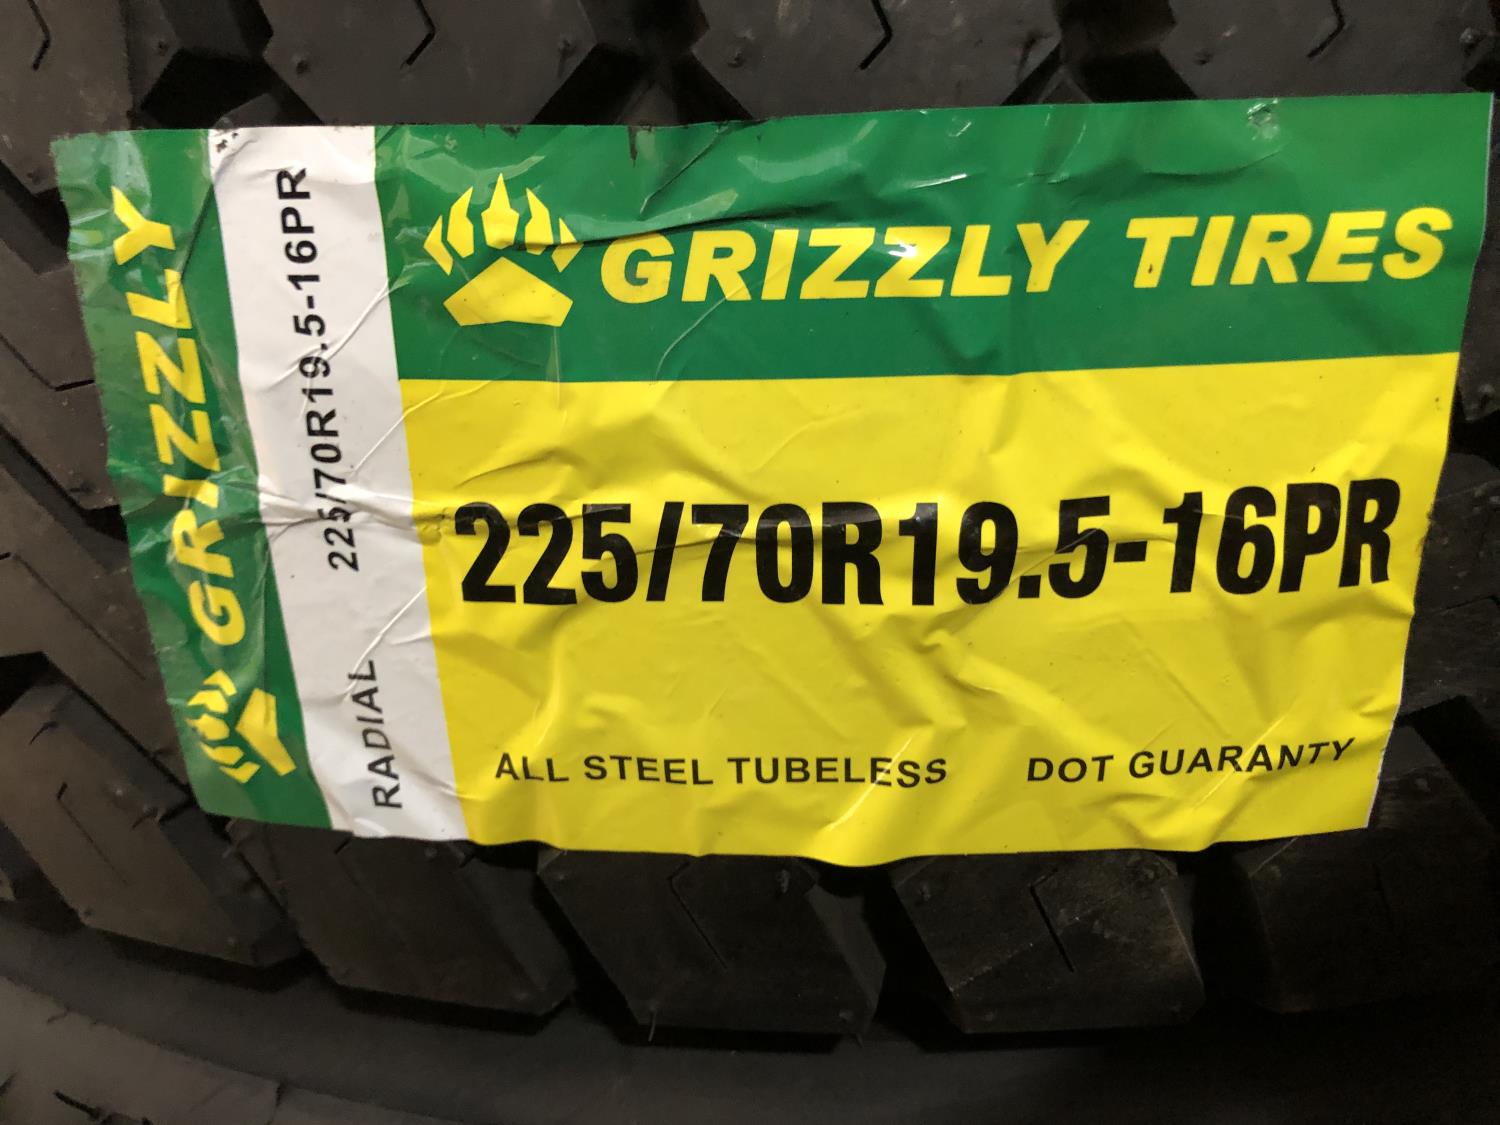 GRIZZLY
225/70R19.5-16PR
RADIAL
GRIZZLY TIRES
225/70R19.5-16PR
ALL STEEL TUBELESS DOT GUARANTY